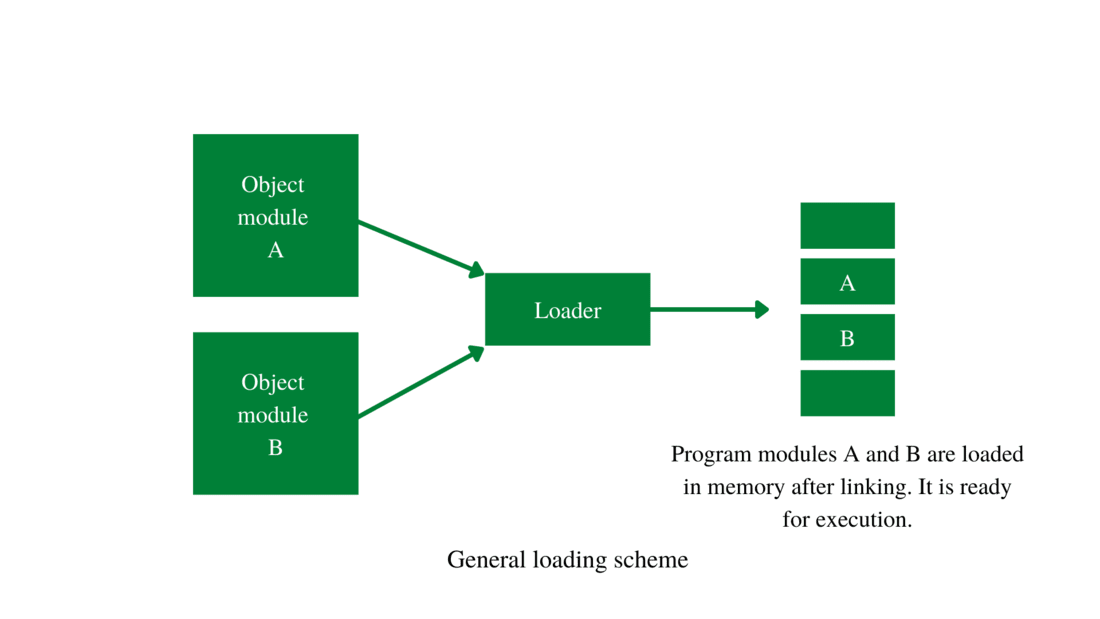 Object
module
A
Object
module
B
Loader
A
B
Program modules A and B are loaded
in memory after linking. It is ready
for execution.
General loading scheme